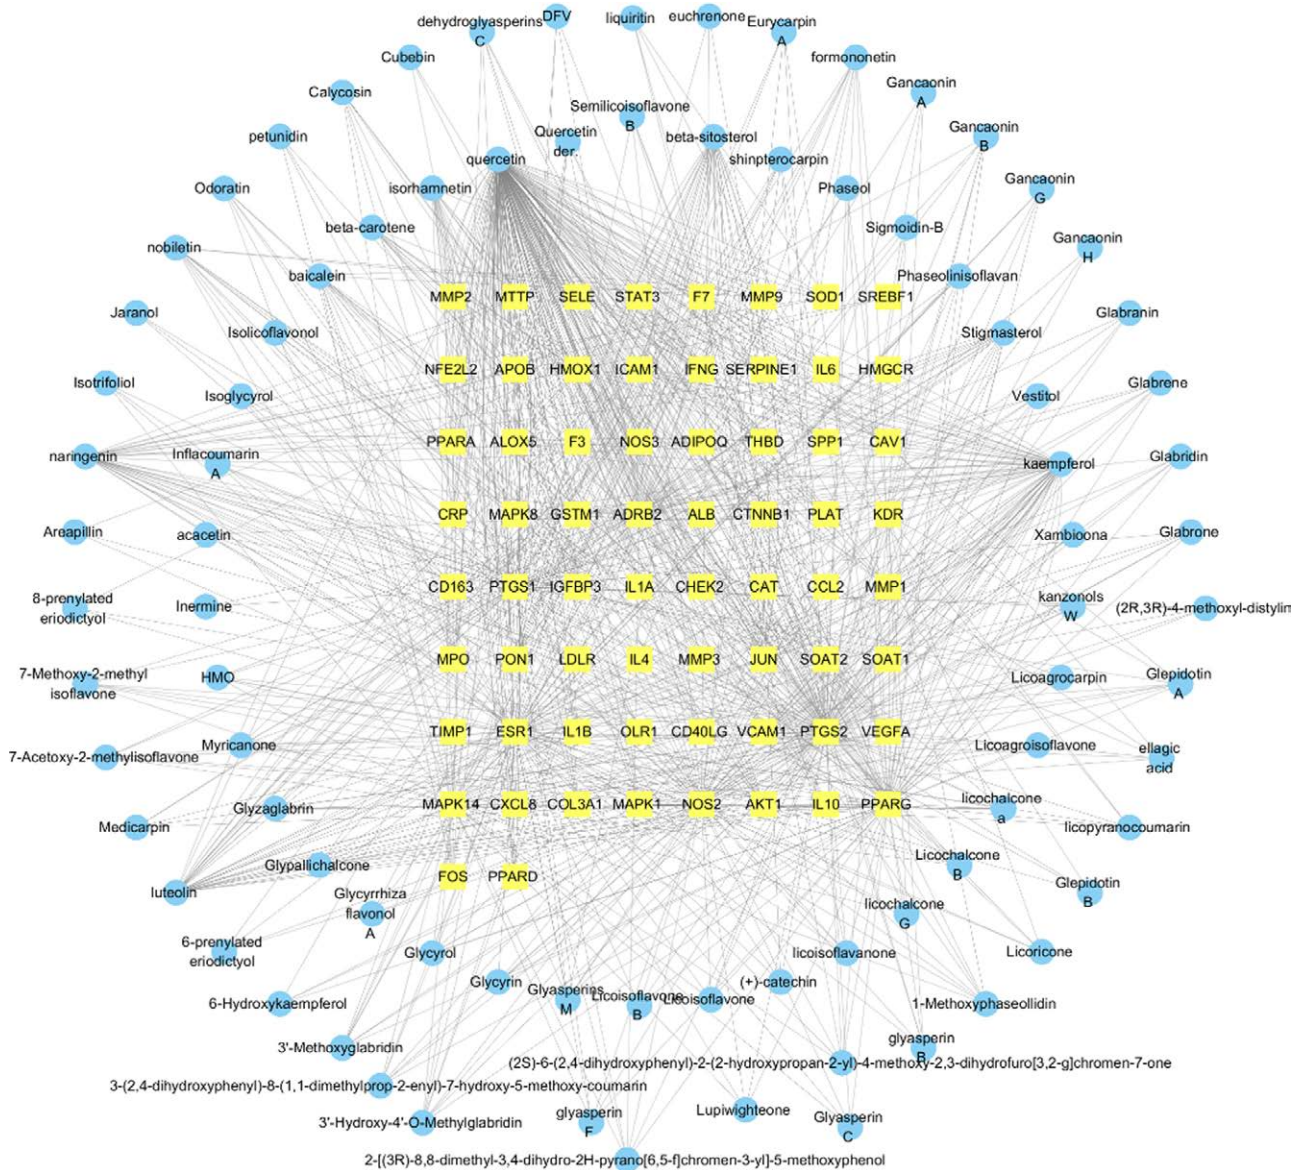 dehydroglyasperins
C
DFV
liquiritin
euchrenone
Eurycarpin
A
Cubebin
formononetin
Calycosin
Semilicoisoflavone
B
Gancaonin
A
petunidin
Quercetin
der.
beta-sitosterol
Gancaonin
B
quercetin
shinpterocarpin
Odoratin
isorhamnetin
Phaseol
Gancaonin
G
beta-carotene
Sigmoidin-B
nobiletin
Gancaonin
H
baicalein
Phaseolinisoflavan
MMP2 MTTP SELE STAT3 F7 MMP9 SOD1 SREBF1
Jaranol
Glabranin
Isolicoflavonol
Stigmasterol
NFE2L2 APOB HMOX1 ICAM1 IFNG SERPINE1 IL6 HMGCR
Isotrifoliol
Glabrene
Isoglycyrol
Vestitol
PPARA ALOX5 F3 NOS3 ADIPOQ THBD SPP1 CAV1
naringenin
Inflacoumarin
A
kaempferol
Glabridin
CRP MAPK8 GSTM1 ADRB2 ALB CTNNB1 PLAT KDR
Areapillin
acacetin
Xambioona
Glabrone
CD163 PTGS1 IGFBP3 IL1A CHEK2 CAT CCL2 MMP1
8-prenylated
eriodictyol
Inermine
kanzonols
W
(2R,3R)-4-methoxyl-distylin
MPO PON1 LDLR IL4 MMP3 JUN SOAT2 SOAT1
7-Methoxy-2-methyl
isoflavone
HMO
Licoagrocarpin
Glepidotin
A
TIMP1 ESR1 IL1B OLR1 CD40LG VCAM1 PTGS2 VEGFA
7-Acetoxy-2-methylisoflavone
Myricanone
Licoagroisoflavone
ellagic
acid
MAPK14 CXCL8 COL3A1 MAPK1 NOS2 AKT1 IL10 PPARG
Medicarpin
Glyzaglabrin
licochalcone
a
licopyranocoumarin
FOS PPARD
luteolin
Glypallichalcone
Licochalcone
B
Glepidotin
B
Glycyrrhiza
flavonol
A
licochalcone
G
6-prenylated
eriodictyol
Glycyrol
licoisoflavanone
Licoricone
6-Hydroxykaempferol
Glycyrin
Glyasperins
M
Licoisoflavone
B
Licoisoflavone
(+)-catechin
1-Methoxyphaseollidin
3'-Methoxyglabridin
glyasperin
B
(2S)-6-(2,4-dihydroxyphenyl)-2-(2-hydroxypropan-2-yl)-4-methoxy-2,3-dihydrofuro[3,2-g]chromen-7-one
3-(2,4-dihydroxyphenyl)-8-(1,1-dimethylprop-2-enyl)-7-hydroxy-5-methoxy-coumarin
3'-Hydroxy-4'-O-Methylglabridin
glyasperin
F
Lupiwighteone
Glyasperin
C
2-[(3R)-8,8-dimethyl-3,4-dihydro-2H-pyrano[6,5-f]chromen-3-yl]-5-methoxyphenol